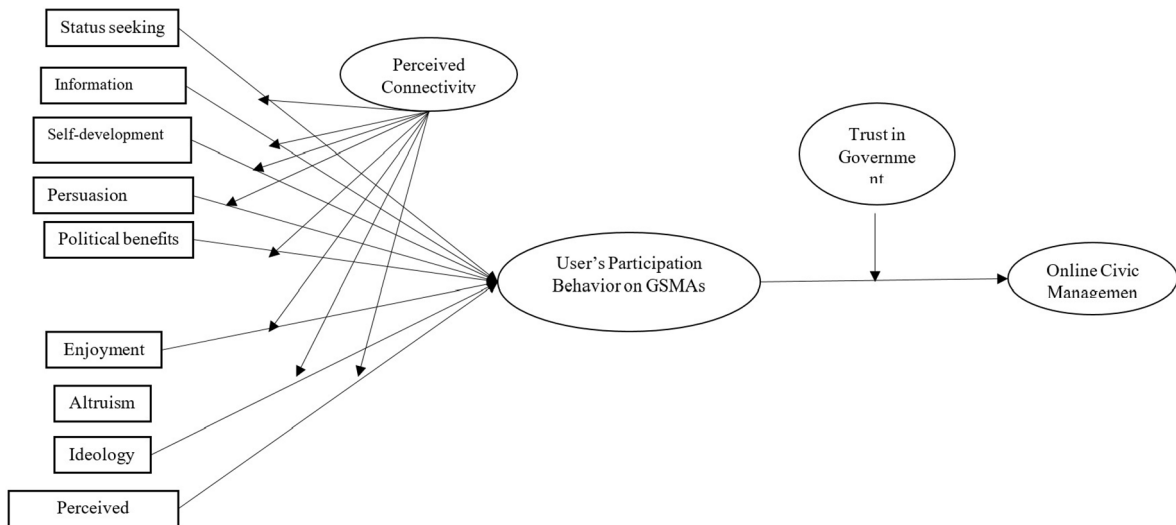 Status seeking
Information
Self-development
Persuasion
Political benefits
Enjoyment
Altruism
Ideology
Perceived
Perceived
Connectivity
User's Participation
Behavior on GSMAs
Trust in
Governme
nt
Online Civic
Managemen